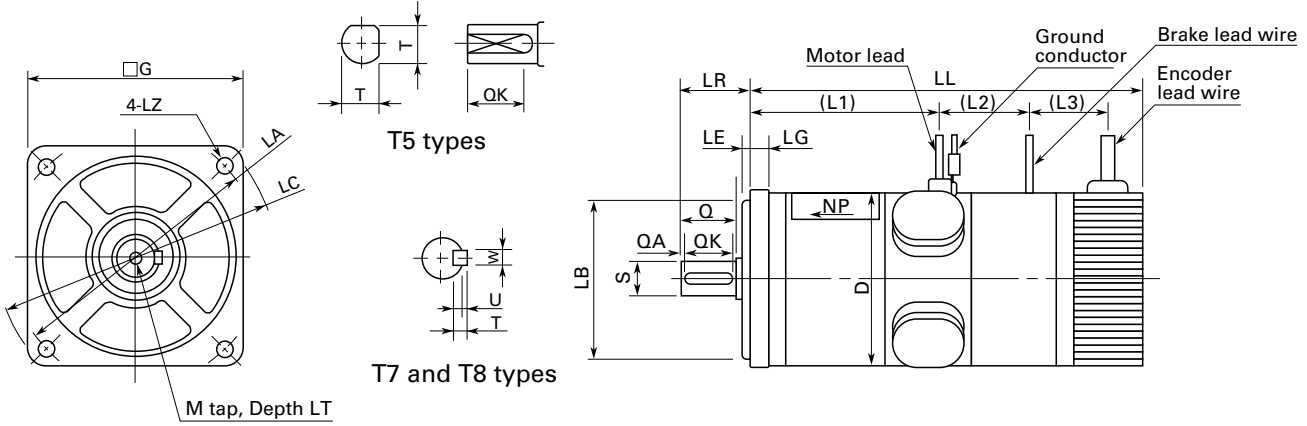 □G
4-LZ
LA
LC
M tap, Depth LT
T
T
QK
T5 types
W
U
T
T7 and T8 types
Motor lead
Ground
conductor
Brake lead wire
Encoder
lead wire
LR
LL
(L1)
(L2)
(L3)
LE
LG
NP
Q
QA
QK
LB
S
D